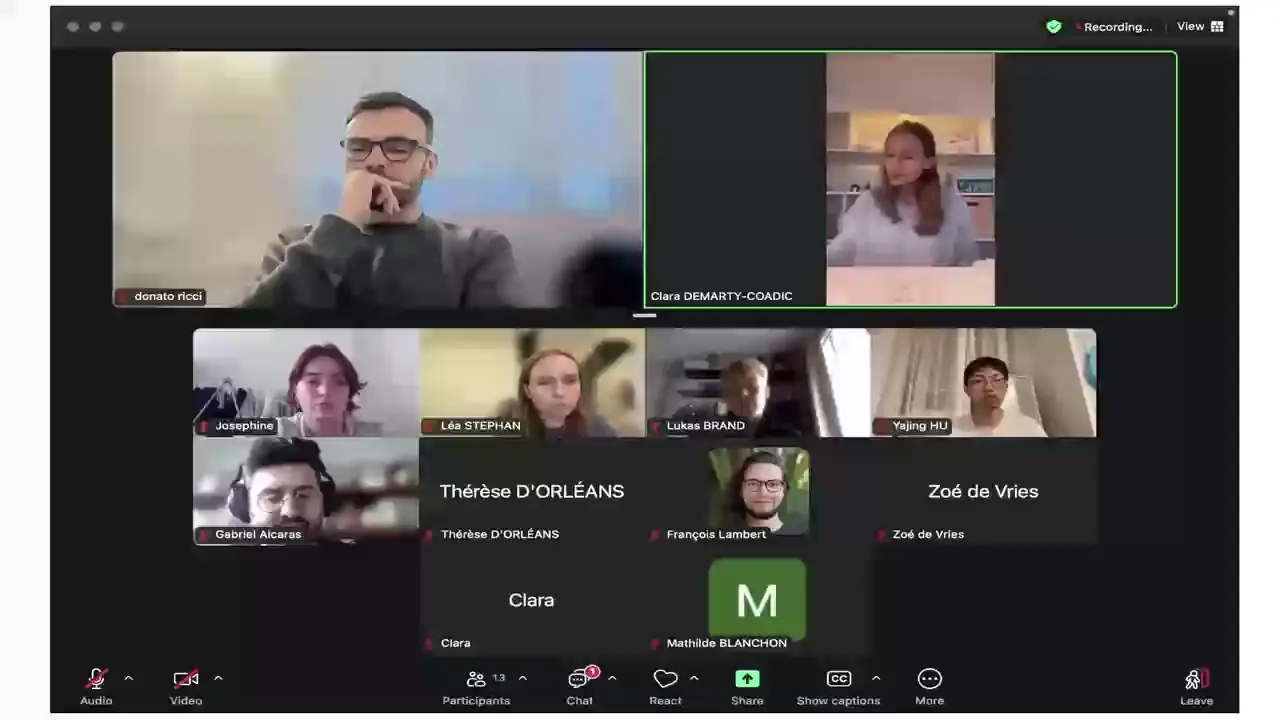 Recording...
View
donato ricci
Clara DEMARTY-COADIC
Josephine
Léa STEPHAN
Lukas BRAND
Yajing HU
Gabriel Alcaras
Thérèse D'ORLÉANS
Thérèse D'ORLÉANS
François Lambert
Zoé de Vries
Zoé de Vries
Clara
Clara
M
Mathilde BLANCHON
Audio
Video
13
Participants
1
Chat
React
Share
CC
Show captions
More
Leave